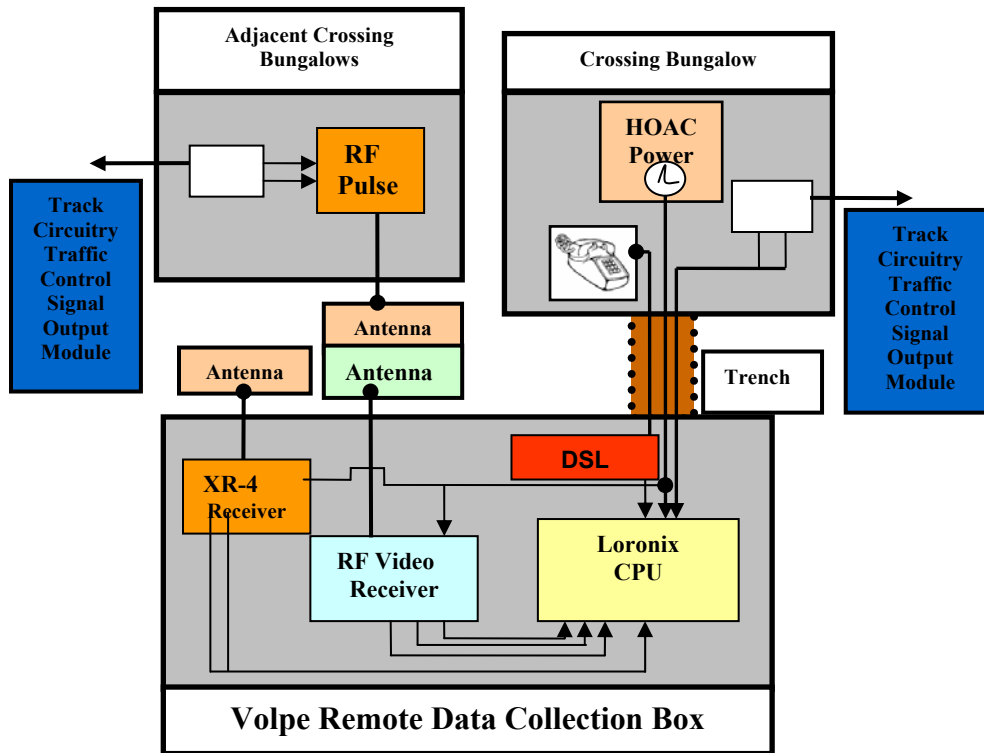 Adjacent Crossing
Bungalows
Crossing Bungalow
RF
Pulse
HOAC
Power
Track
Circuitry
Traffic
Control
Signal
Output
Module
Track
Circuitry
Traffic
Control
Signal
Output
Module
Antenna
Antenna
Antenna
Trench
DSL
XR-4
Receiver
RF Video
Receiver
Loronix
CPU
Volpe Remote Data Collection Box